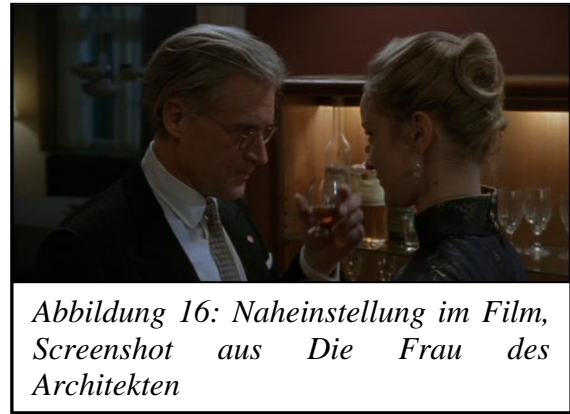 Abbildung 16: Naheinstellung im Film,
Screenshot aus Die Frau des
Architekten